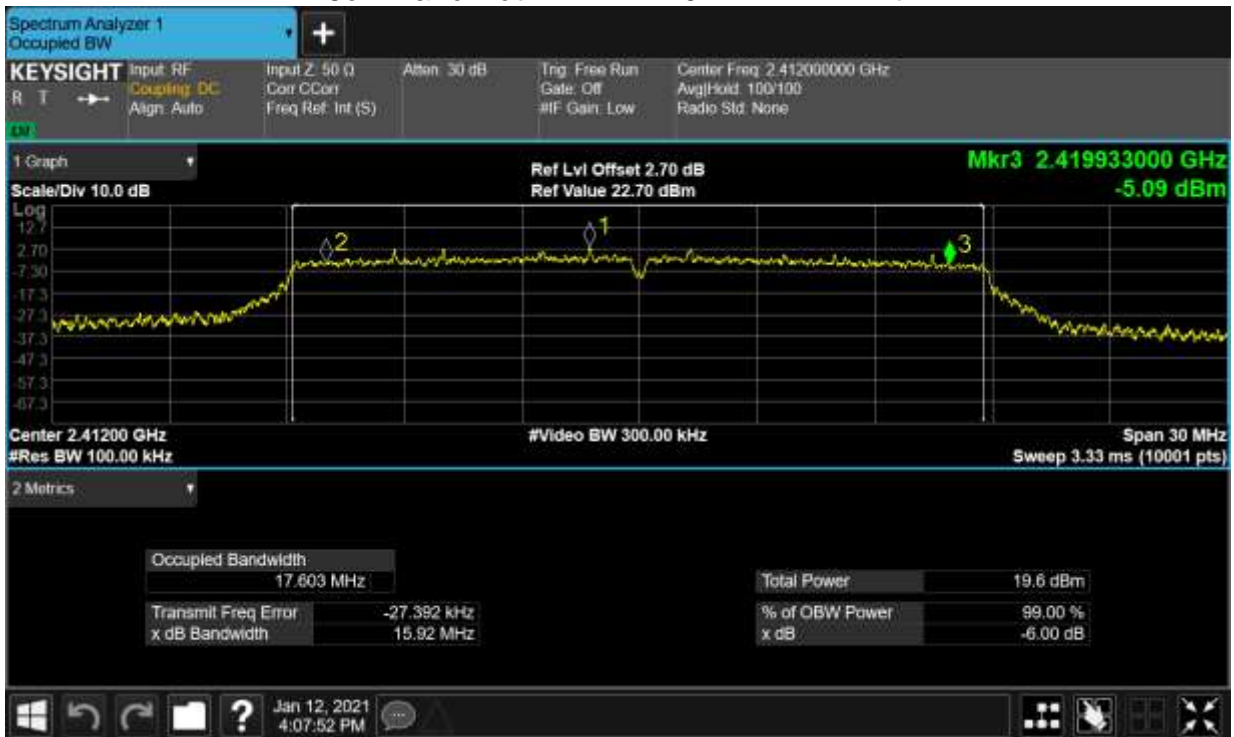 Spectrum Analyzer 1
Occupied BW
+
KEYSIGHT
R T
Input: RF
Coupling: DC
Align: Auto
Input Z: 50 Ω
Corr CCorr
Freq Ref: Int (S)
Atten: 30 dB
Trig: Free Run
Gate: Off
#IF Gain: Low
Center Freq: 2.412000000 GHz
Avg|Hold: 100/100
Radio Std: None
1 Graph
Scale/Div 10.0 dB
Ref Lvl Offset 2.70 dB
Ref Value 22.70 dBm
Mkr3 2.419933000 GHz
-5.09 dBm
Log
12.7
2.70
-7.30
-17.3
-27.3
-37.3
-47.3
-57.3
-67.3
2
1
3
Center 2.41200 GHz
#Res BW 100.00 kHz
#Video BW 300.00 kHz
Span 30 MHz
Sweep 3.33 ms (10001 pts)
2 Metrics
Occupied Bandwidth
17.603 MHz
Transmit Freq Error -27.392 kHz
x dB Bandwidth 15.92 MHz
Total Power 19.6 dBm
% of OBW Power 99.00 %
x dB -6.00 dB
?
Jan 12, 2021
4:07:52 PM